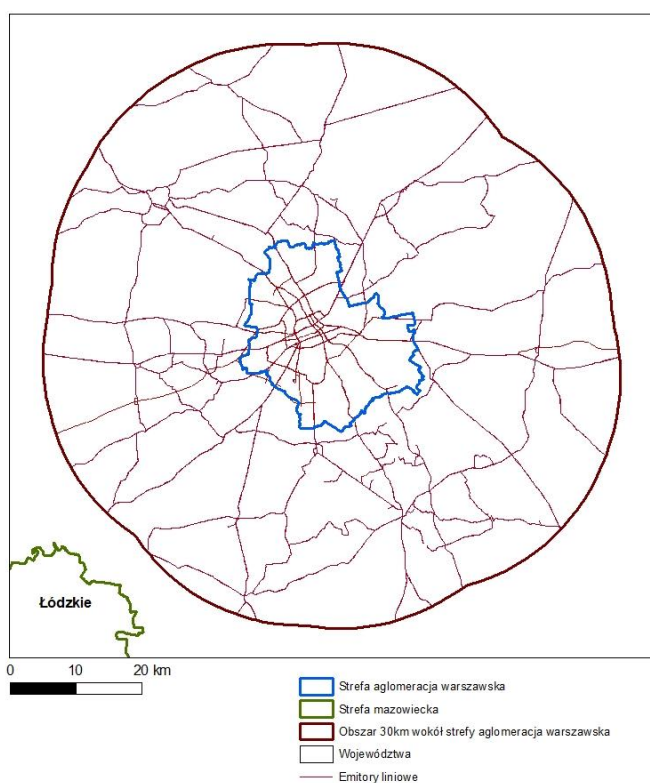 Łódzkie
0 10 20 km
Strefa aglomeracja warszawska
Strefa mazowiecka
Obszar 30km wokół strefy aglomeracja warszawska
Województwa
Emitory liniowe